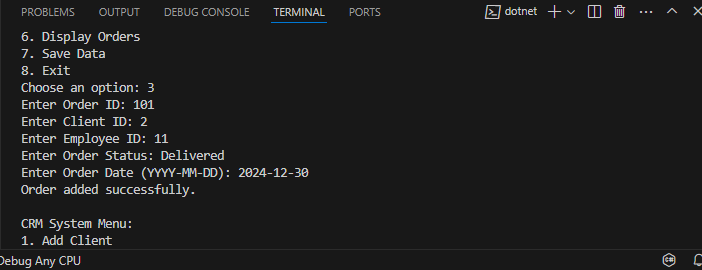 PROBLEMS OUTPUT DEBUG CONSOLE TERMINAL PORTS dotnet
6. Display Orders
7. Save Data
8. Exit
Choose an option: 3
Enter Order ID: 101
Enter Client ID: 2
Enter Employee ID: 11
Enter Order Status: Delivered
Enter Order Date (YYYY-MM-DD): 2024-12-30
Order added successfully.
CRM System Menu:
1. Add Client
Debug Any CPU